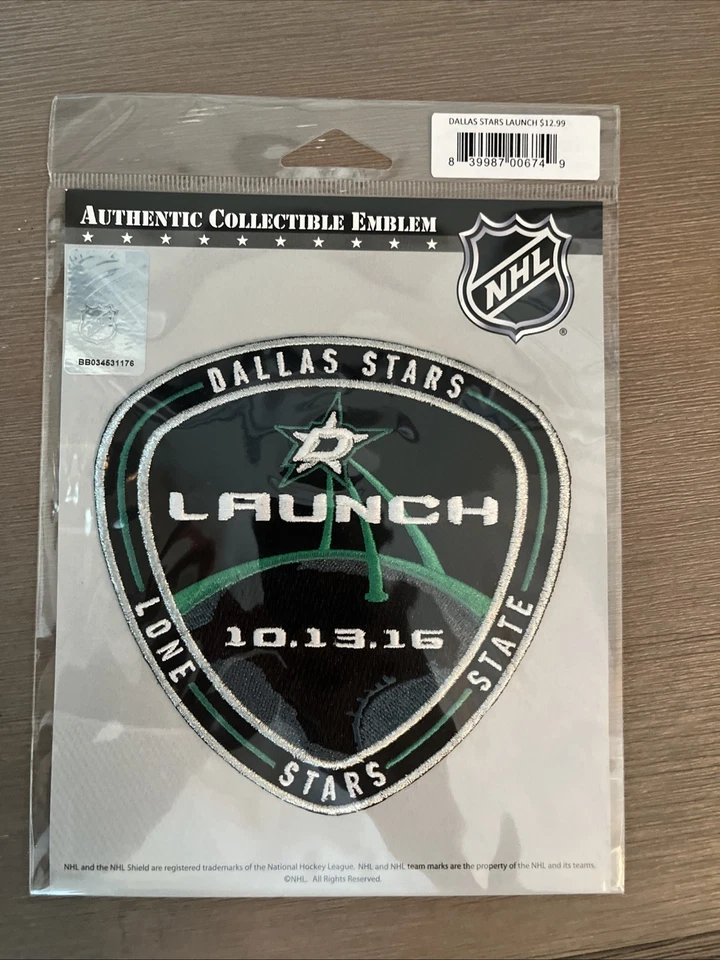 DALLAS STARS LAUNCH $12.99
8 39987 00674 9
AUTHENTIC COLLECTIBLE EMBLEM
NHL
®
BB034531176
DALLAS STARS
D
LAUNCH
10.13.16
LONE
STATE
STARS
NHL and the NHL Shield are registered trademarks of the National Hockey League. NHL and NHL team marks are the property of the NHL and its teams.
©NHL. All Rights Reserved.